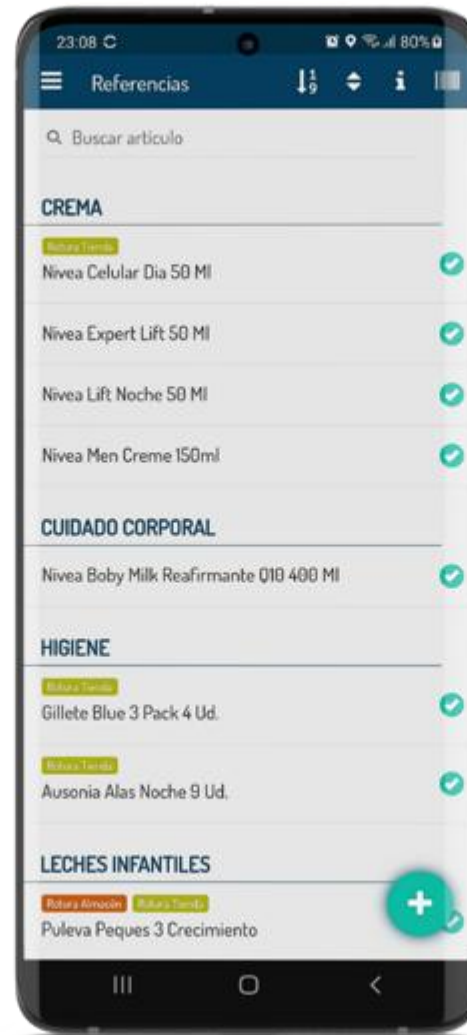 23:08
80%
Referencias
Buscar artículo
CREMA
Rotura Tienda
Nivea Celular Dia 50 Ml
Nivea Expert Lift 50 Ml
Nivea Lift Noche 50 Ml
Nivea Men Creme 150ml
CUIDADO CORPORAL
Nivea Boby Milk Reafirmante Q10 400 Ml
HIGIENE
Rotura Tienda
Gillete Blue 3 Pack 4 Ud.
Rotura Tienda
Ausonia Alas Noche 9 Ud.
LECHES INFANTILES
Rotura Almacén Rotura Tienda
Puleva Peques 3 Crecimiento